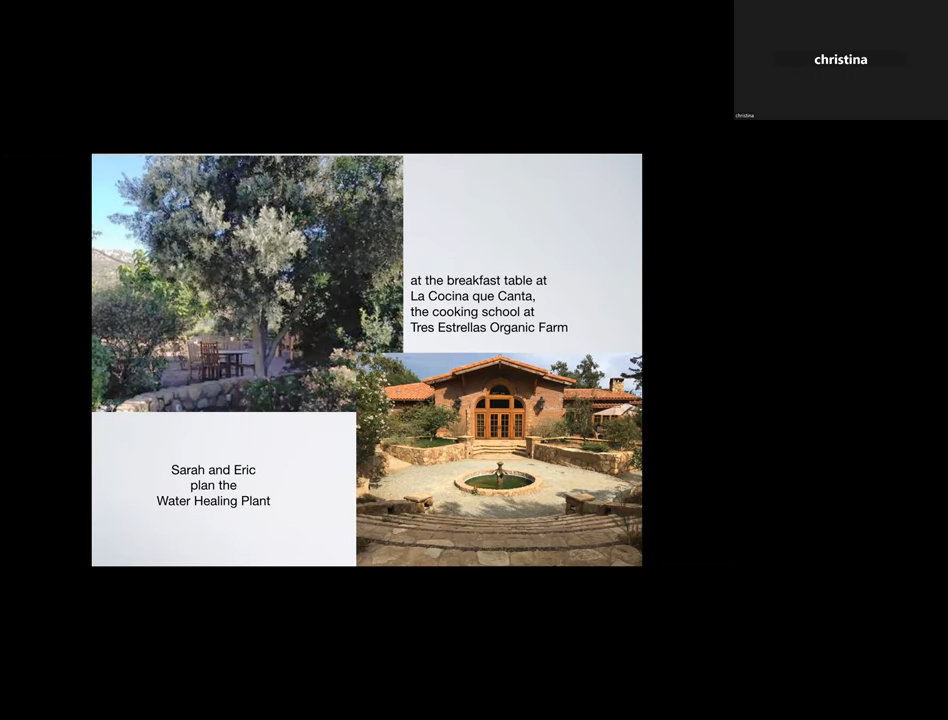 christina
christina
at the breakfast table at
La Cocina que Canta,
the cooking school at
Tres Estrellas Organic Farm
Sarah and Eric
plan the
Water Healing Plant